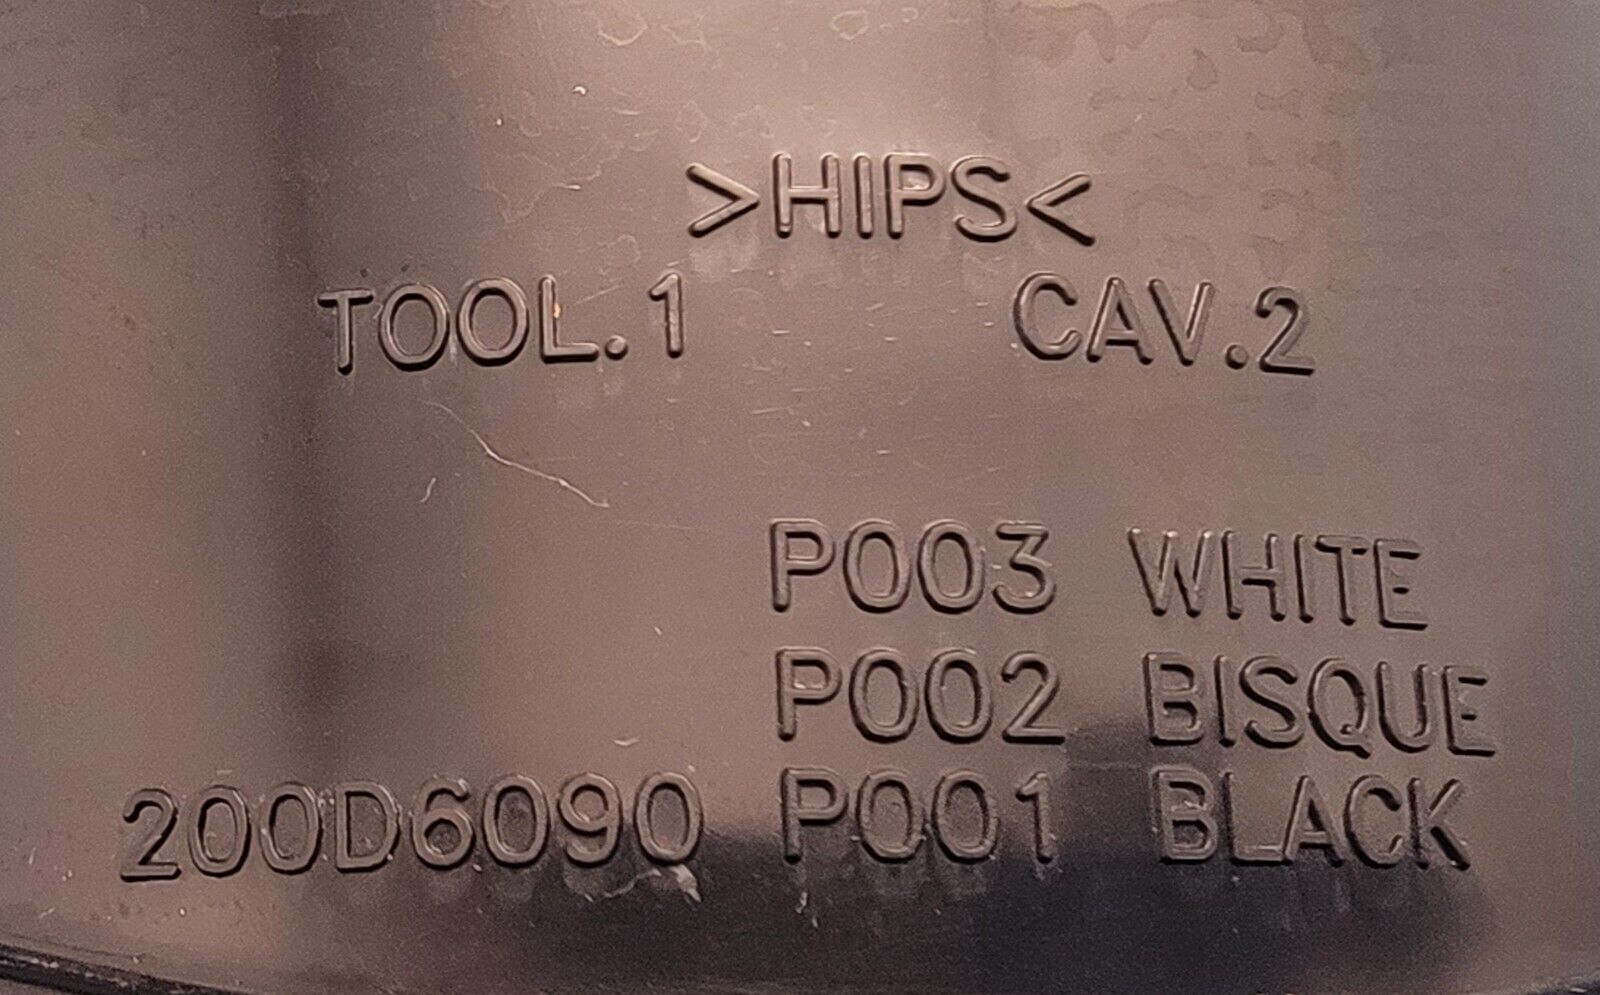 >HIPS<
TOOL.1 CAV.2
P003 WHITE
P002 BISQUE
200D6090 P001 BLACK